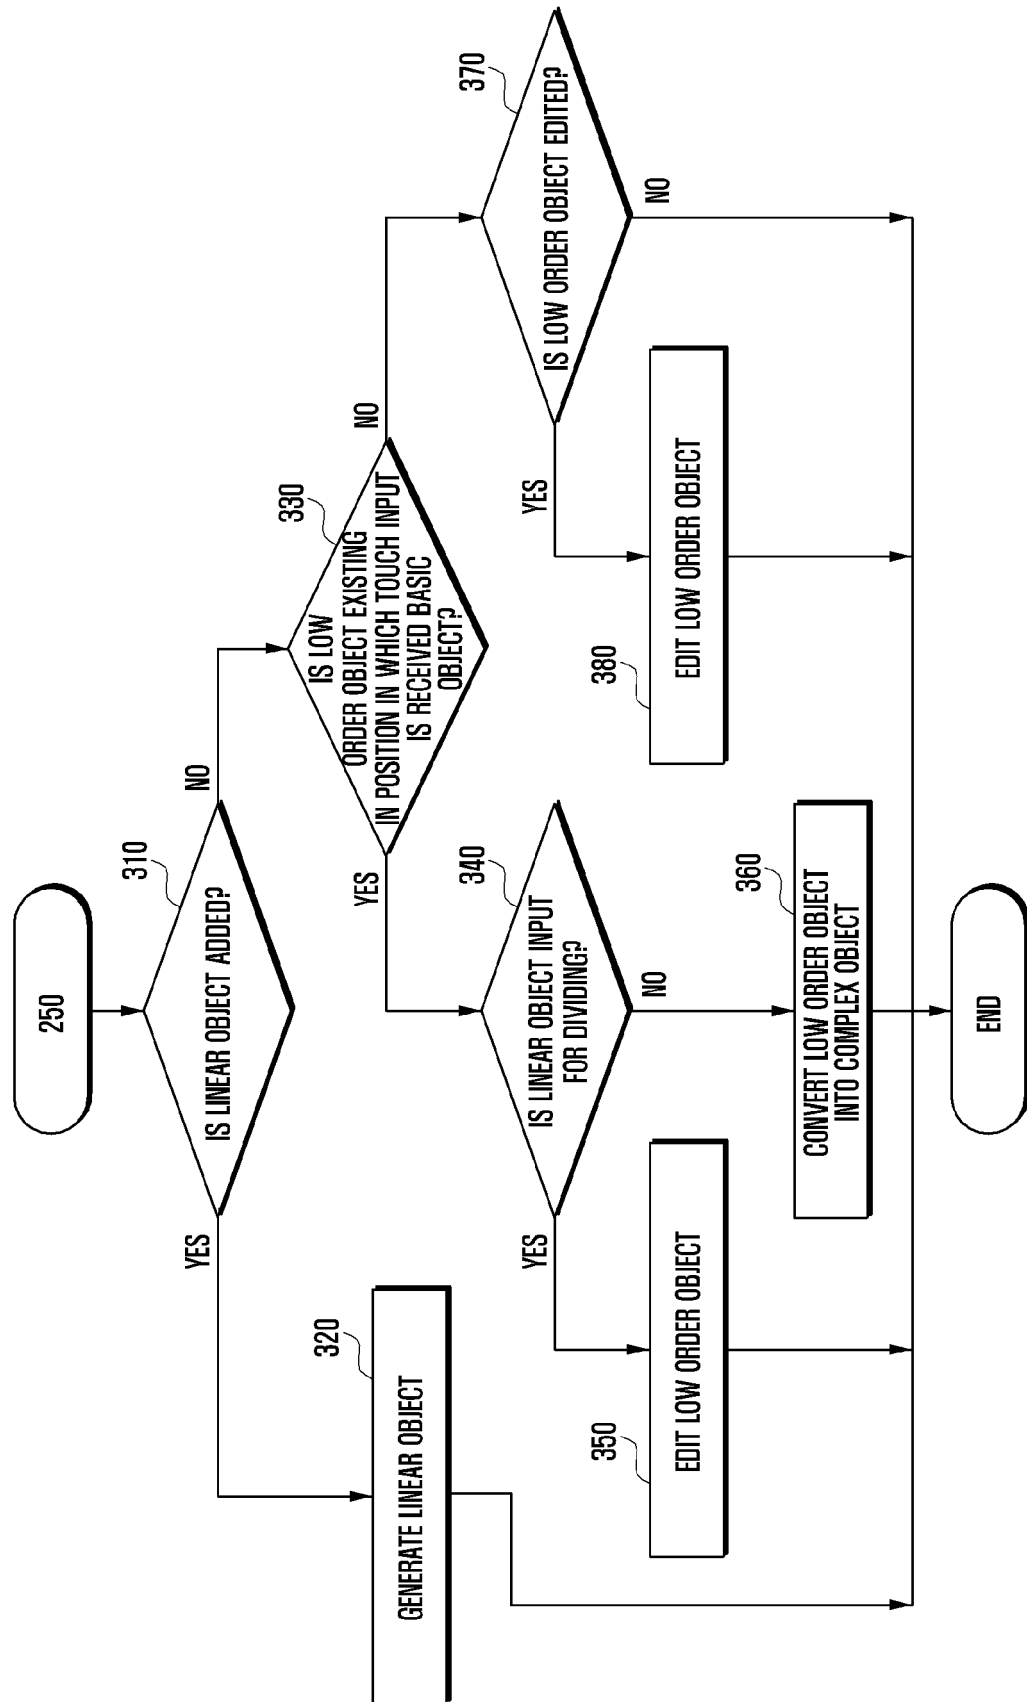 250
310
IS LINEAR OBJECT ADDED?
YES
NO
320
GENERATE LINEAR OBJECT
330
IS LOW
ORDER OBJECT EXISTING
IN POSITION IN WHICH TOUCH INPUT
IS RECEIVED BASIC
OBJECT?
YES
NO
340
IS LINEAR OBJECT INPUT
FOR DIVIDING?
YES
NO
350
EDIT LOW ORDER OBJECT
360
CONVERT LOW ORDER OBJECT
INTO COMPLEX OBJECT
370
IS LOW ORDER OBJECT EDITED?
YES
NO
380
EDIT LOW ORDER OBJECT
END